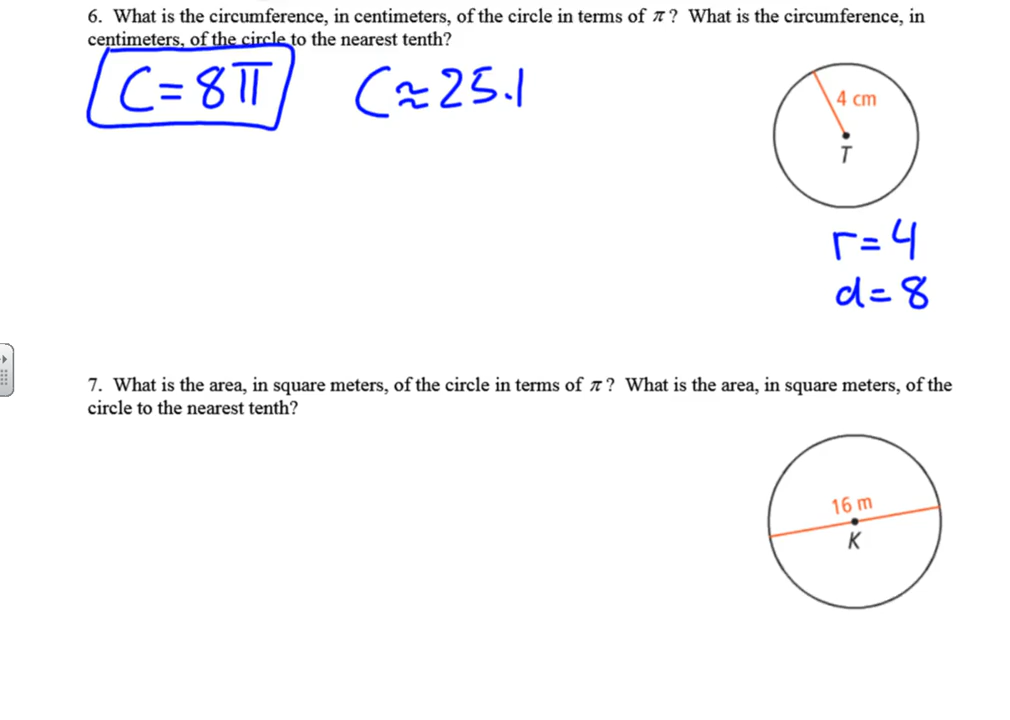 6. What is the circumference, in centimeters, of the circle in terms of π? What is the circumference, in
centimeters, of the circle to the nearest tenth?
C=8π C≈25.1
4 cm
T
r=4
d=8
7. What is the area, in square meters, of the circle in terms of π? What is the area, in square meters, of the
circle to the nearest tenth?
16 m
K